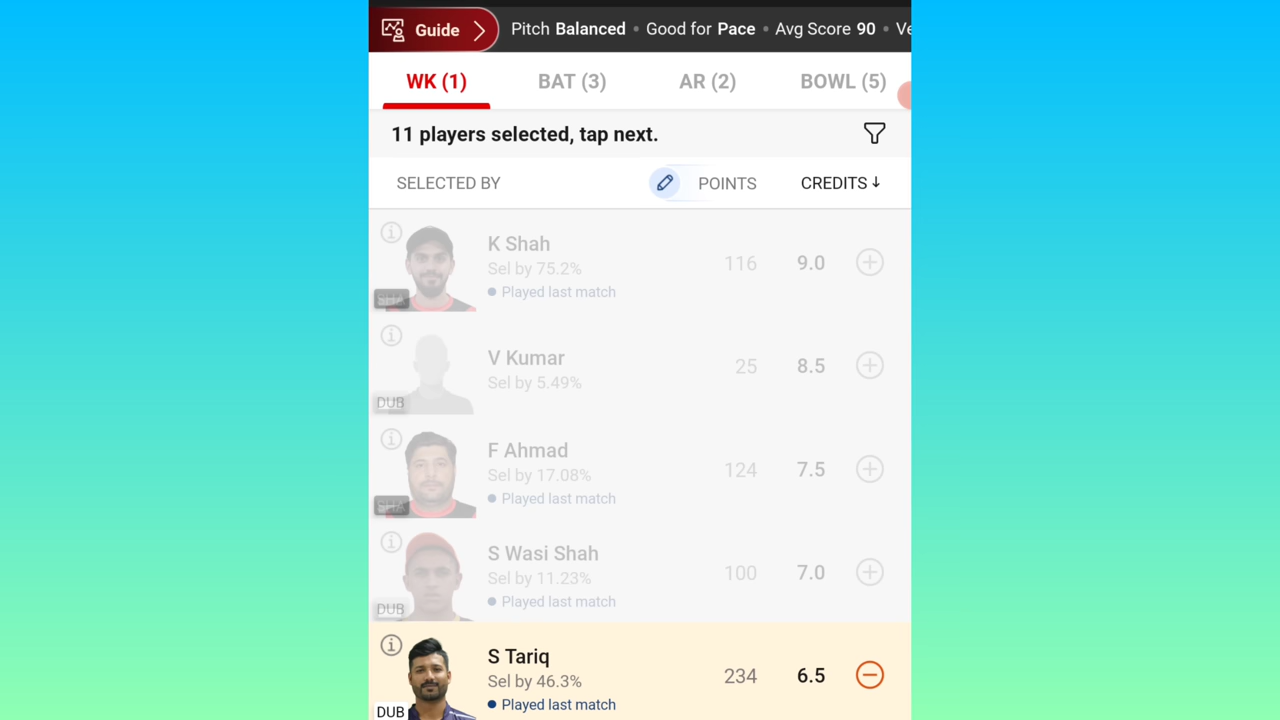 Guide Pitch Balanced • Good for Pace • Avg Score 90 • Ve
WK (1) BAT (3) AR (2) BOWL (5)
11 players selected, tap next.
SELECTED BY POINTS CREDITS↓
K Shah
Sel by 75.2% 116 9.0
Played last match
SHA
V Kumar
Sel by 5.49% 25 8.5
DUB
F Ahmad
Sel by 17.08% 124 7.5
Played last match
SHA
S Wasi Shah
Sel by 11.23% 100 7.0
Played last match
DUB
S Tariq
Sel by 46.3% 234 6.5
Played last match
DUB